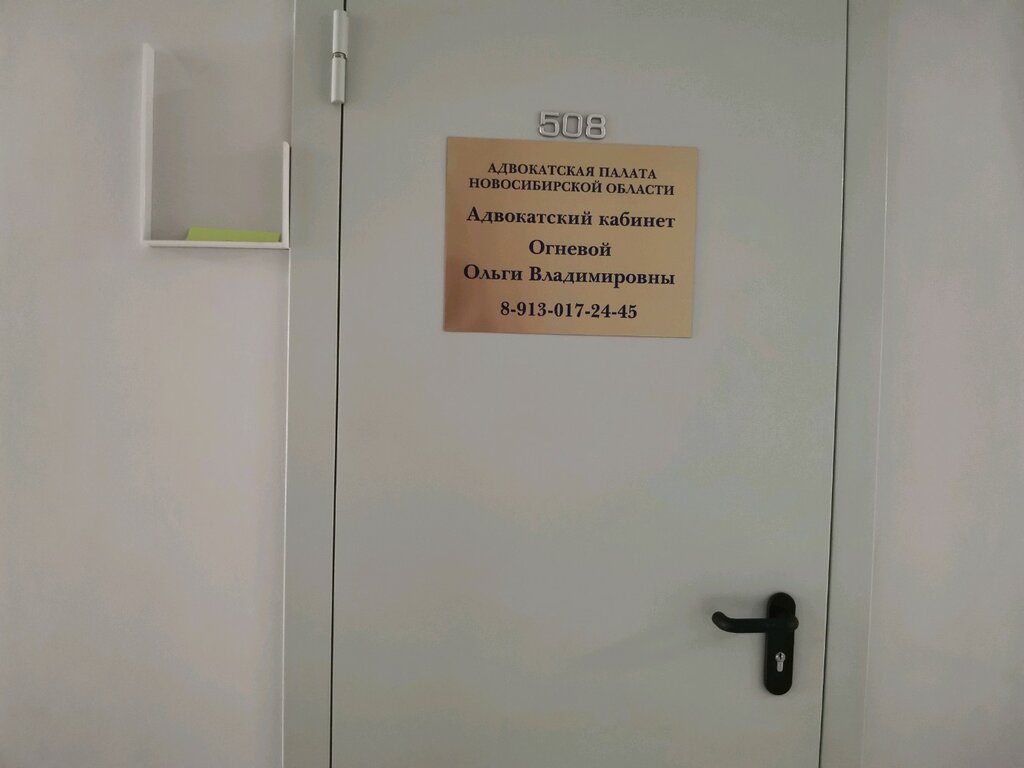 508
АДВОКАТСКАЯ ПАЛАТА
НОВОСИБИРСКОЙ ОБЛАСТИ
Адвокатский кабинет
Огневой
Ольги Владимировны
8-913-017-24-45